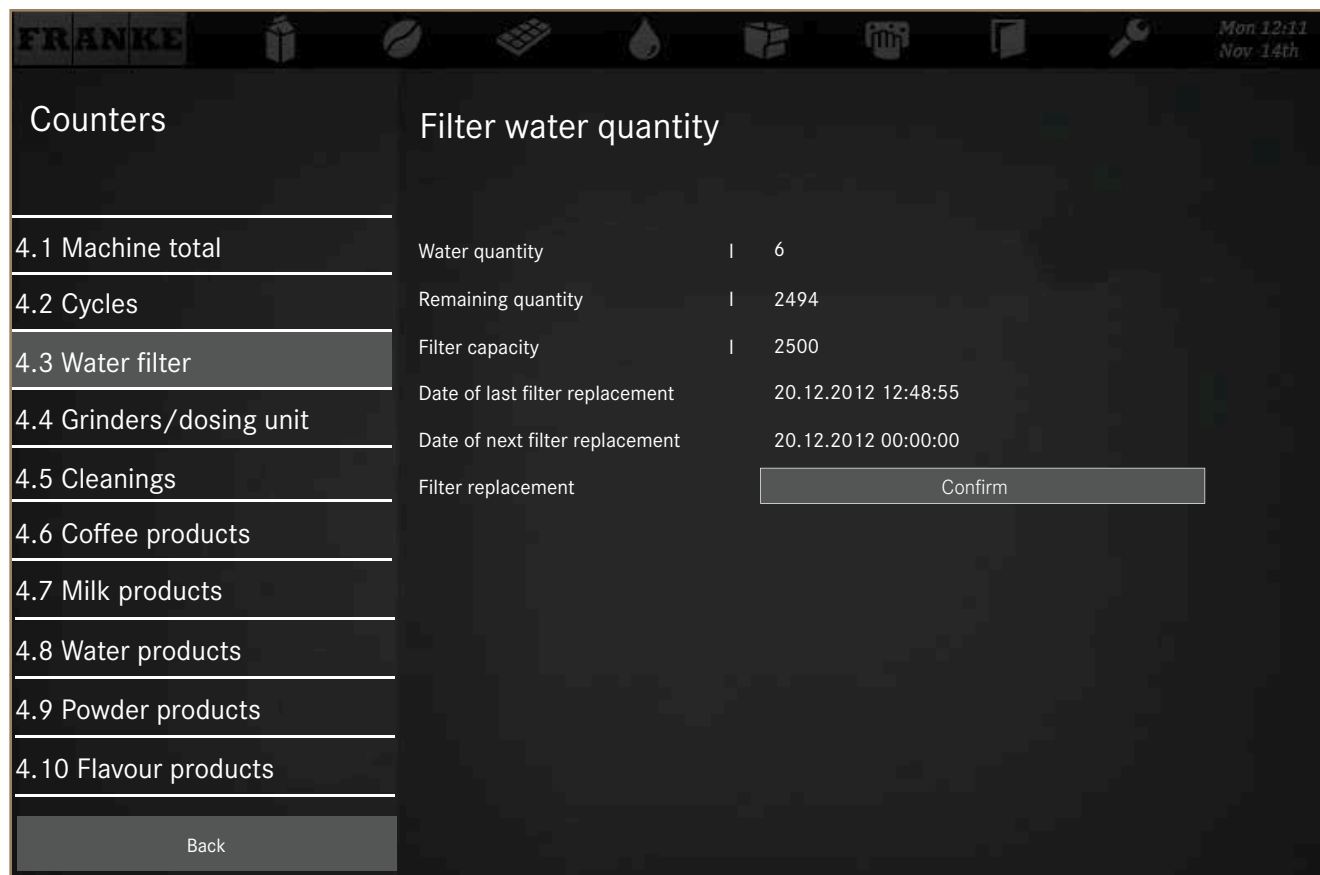 FRANKE
Mon 12:11
Nov 14th
Counters
4.1 Machine total
4.2 Cycles
4.3 Water filter
4.4 Grinders/dosing unit
4.5 Cleanings
4.6 Coffee products
4.7 Milk products
4.8 Water products
4.9 Powder products
4.10 Flavour products
Back
Filter water quantity
Water quantity l 6
Remaining quantity l 2494
Filter capacity l 2500
Date of last filter replacement 20.12.2012 12:48:55
Date of next filter replacement 20.12.2012 00:00:00
Filter replacement Confirm